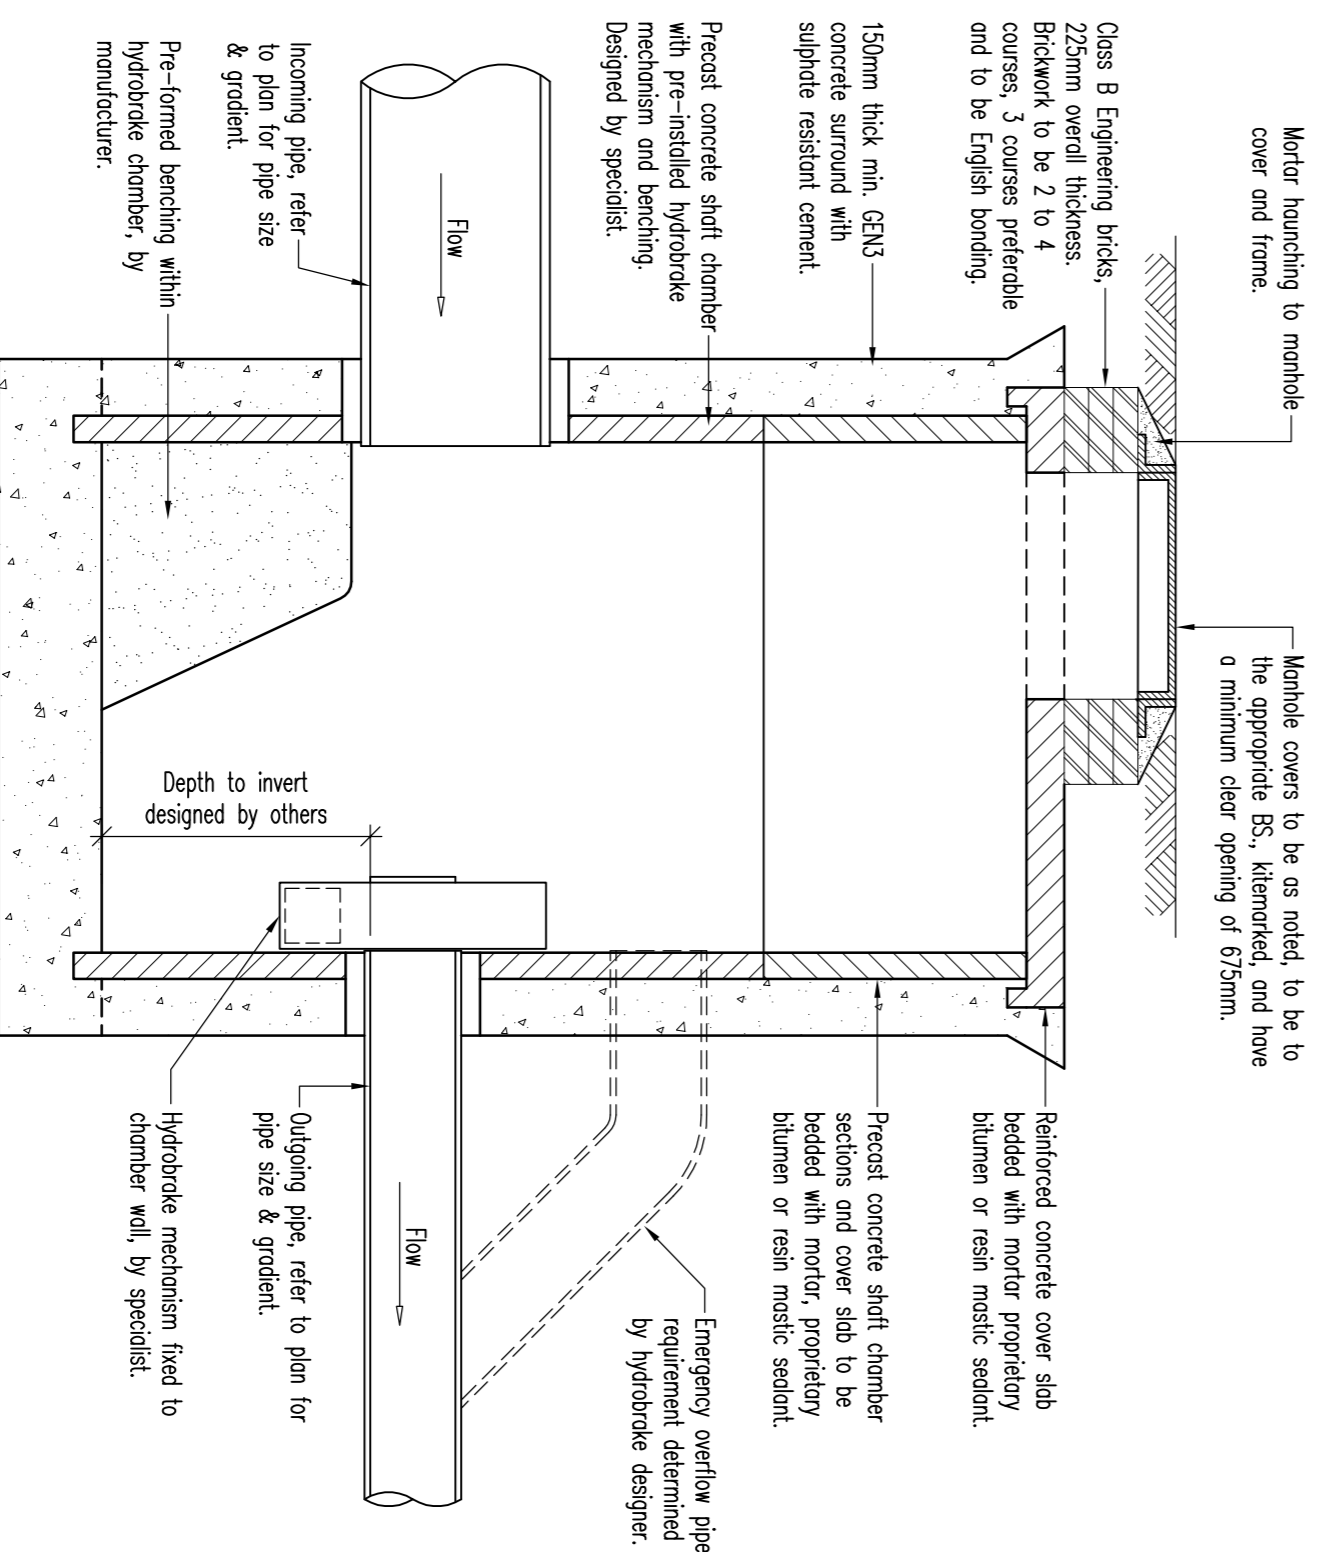 Mortar haunching to manhole
cover and frame.
Class B Engineering bricks,
225mm overall thickness.
Brickwork to be 2 to 4
courses, 3 courses preferable
and to be English bonding.
150mm thick min. GEN3
concrete surround with
sulphate resistant cement.
Precast concrete shaft chamber
with pre-installed hydrobrake
mechanism and benching.
Designed by specialist.
Flow
Incoming pipe, refer
to plan for pipe size
& gradient.
Pre-formed benching within
hydrobrake chamber, by
manufacturer.
Manhole covers to be as noted, to be to
the appropriate BS., kitemarked, and have
a minimum clear opening of 675mm.
Depth to invert
designed by others
Reinforced concrete cover slab
bedded with mortar proprietary
bitumen or resin mastic sealant.
Precast concrete shaft chamber
sections and cover slab to be
bedded with mortar, proprietary
bitumen or resin mastic sealant.
Emergency overflow pipe
requirement determined
by hydrobrake designer.
Flow
Outgoing pipe, refer to plan for
pipe size & gradient.
Hydrobrake mechanism fixed to
chamber wall, by specialist.